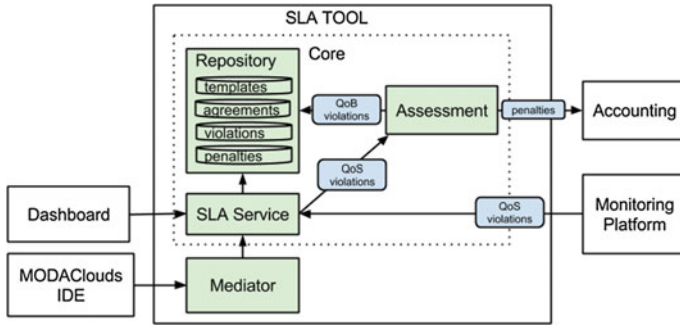 SLA TOOL
Core
Repository
templates
agreements
violations
penalties
QoB
violations
Assessment
penalties
Accounting
QoS
violations
Dashboard
SLA Service
QoS
violations
Monitoring
Platform
MODAClouds
IDE
Mediator